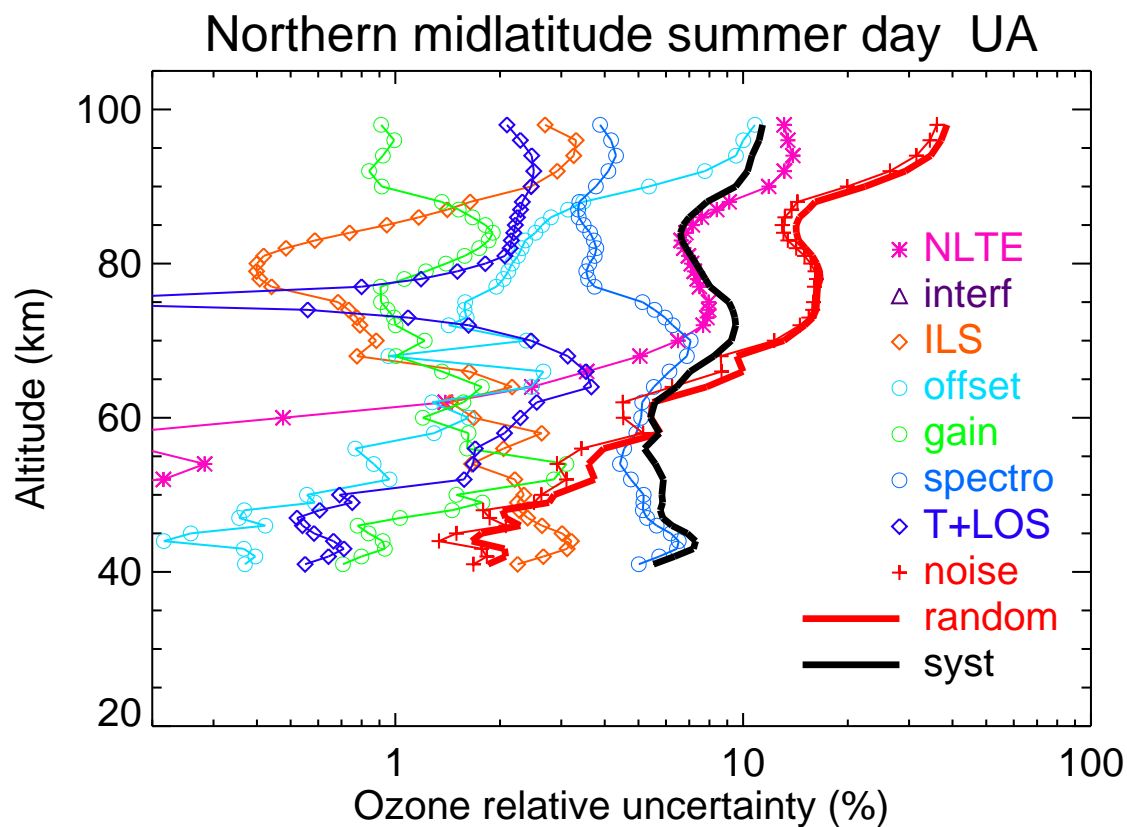 Northern midlatitude summer day  UA
Altitude (km)
100
80
60
40
20
NLTE
interf
ILS
offset
gain
spectro
T+LOS
noise
random
syst
1
10
100
Ozone relative uncertainty (%)